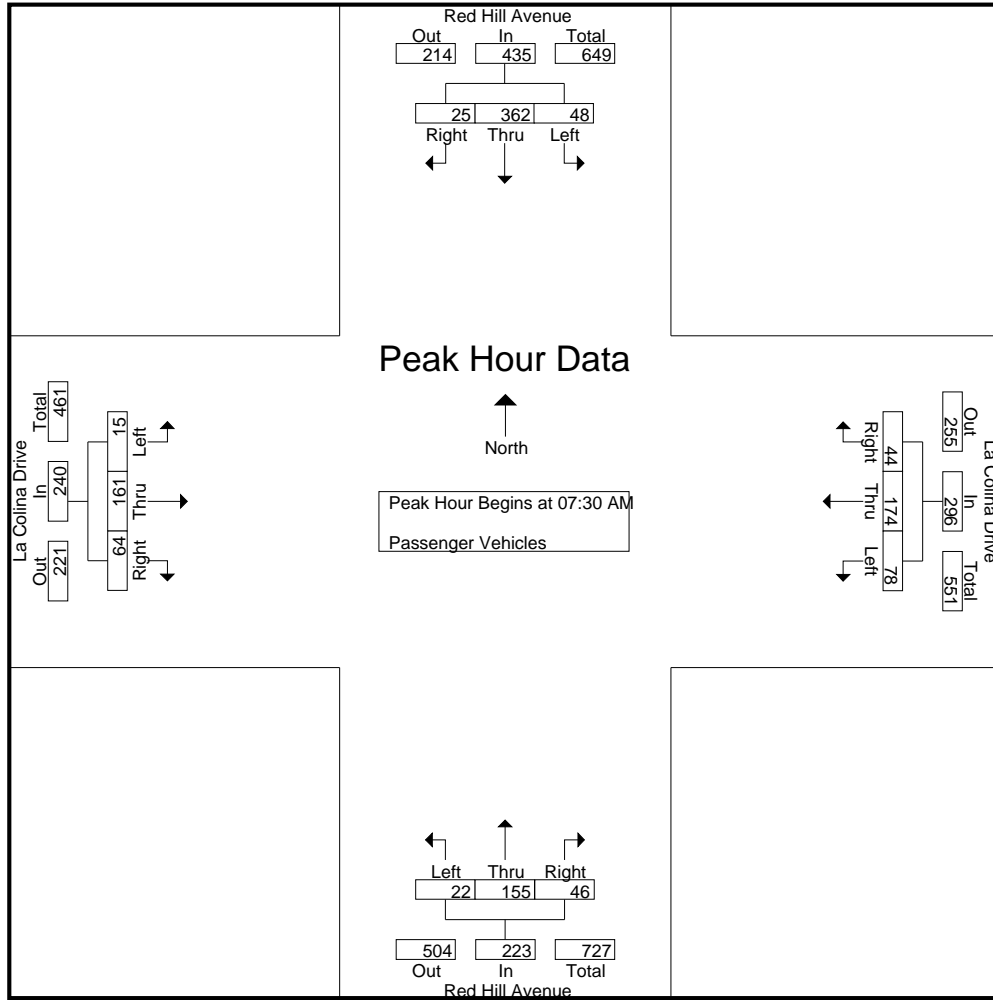 Red Hill Avenue
Out In Total
214 435 649
25 362 48
Right Thru Left
Peak Hour Data
North
Peak Hour Begins at 07:30 AM
Passenger Vehicles
La Colina Drive
Out In Total
221 240 461
Right Thru Left
64 161 15
La Colina Drive
Out In Total
255 296 551
44 174 78
Right Thru Left
Left Thru Right
22 155 46
504 223 727
Out In Total
Red Hill Avenue